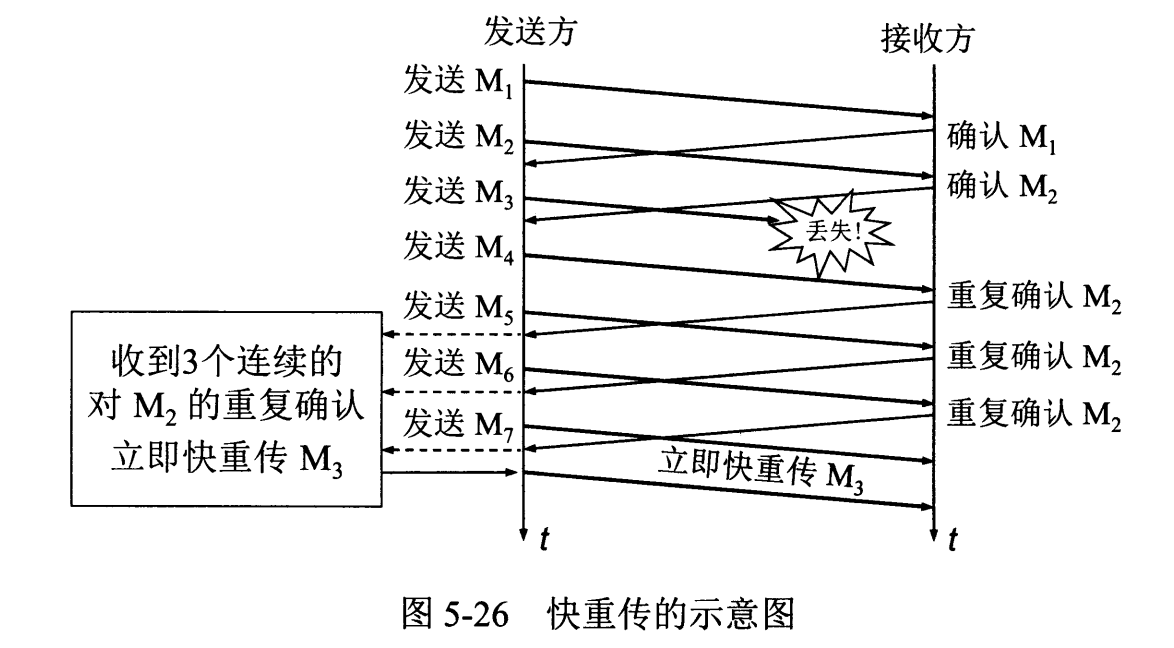 发送方
接收方
发送 M₁
发送 M₂
确认 M₁
发送 M₃
确认 M₂
丢失!
发送 M₄
发送 M₅
重复确认 M₂
收到3个连续的
对 M₂ 的重复确认
立即快重传 M₃
发送 M₆
重复确认 M₂
发送 M₇
重复确认 M₂
立即快重传 M₃
t
t
图 5-26 快重传的示意图